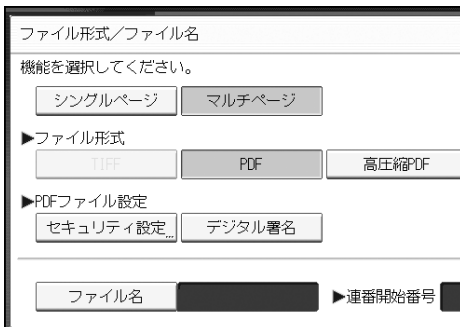 ファイル形式／ファイル名
機能を選択してください。
シングルページ マルチページ
▶ファイル形式
TIFF PDF 高圧縮PDF
▶PDFファイル設定
セキュリティ設定... デジタル署名
ファイル名 ▶連番開始番号